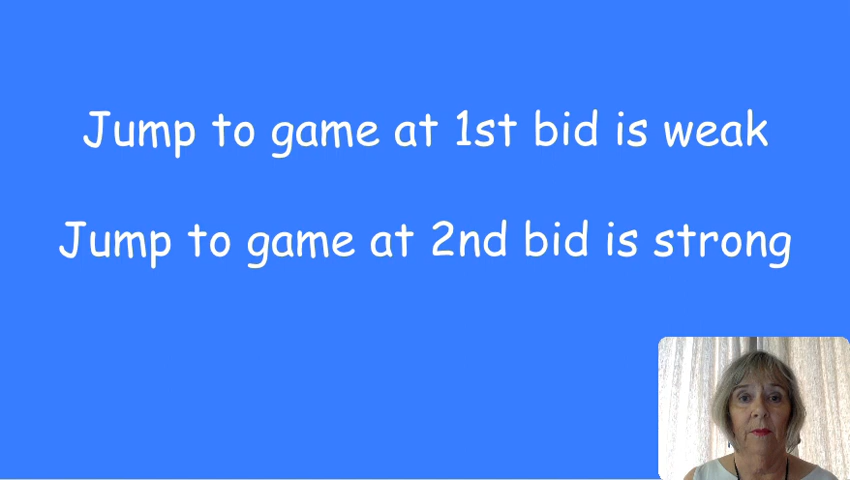 Jump to game at 1st bid is weak
Jump to game at 2nd bid is strong